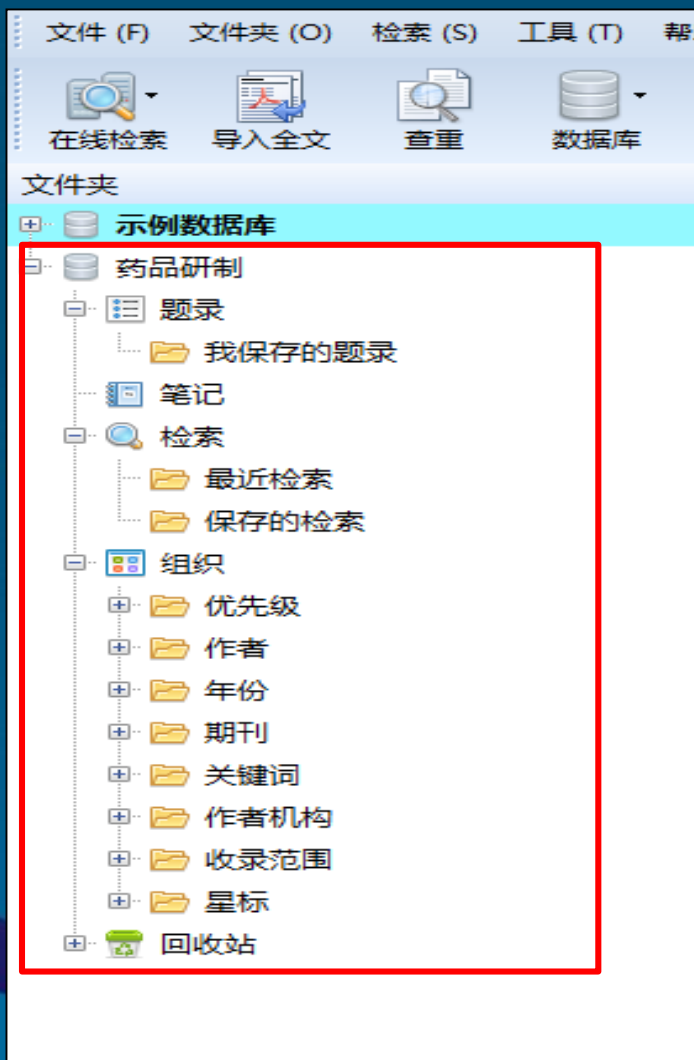 文件 (F) 文件夹 (O) 检索 (S) 工具 (T)
在线检索 导入全文 查重 数据库
文件夹
示例数据库
药品研制
题录
我保存的题录
笔记
检索
最近检索
保存的检索
组织
优先级
作者
年份
期刊
关键词
作者机构
收录范围
星标
回收站